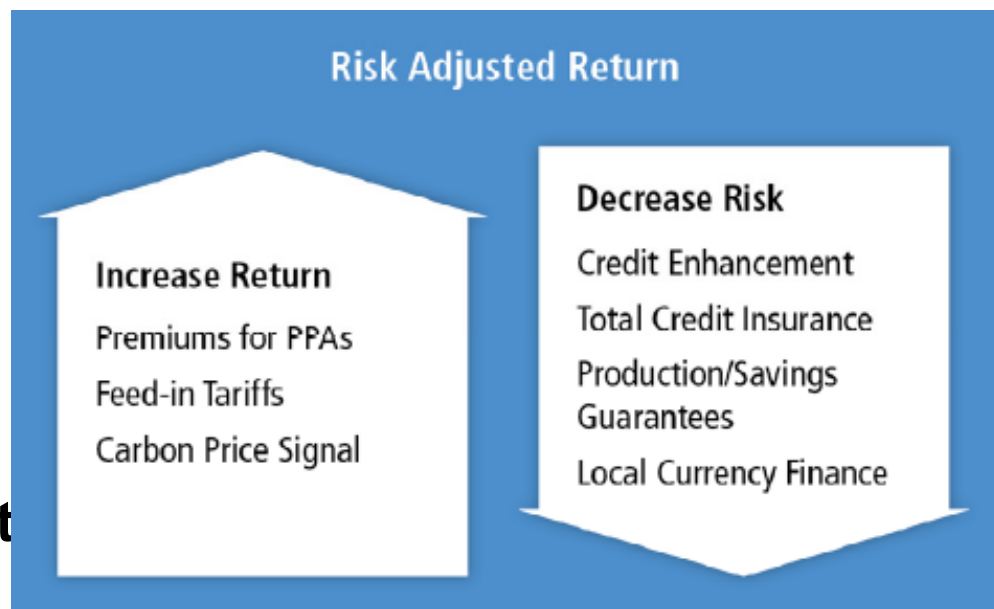 Risk Adjusted Return
Increase Return
Premiums for PPAs
Feed-in Tariffs
Carbon Price Signal
Decrease Risk
Credit Enhancement
Total Credit Insurance
Production/Savings
Guarantees
Local Currency Finance
t